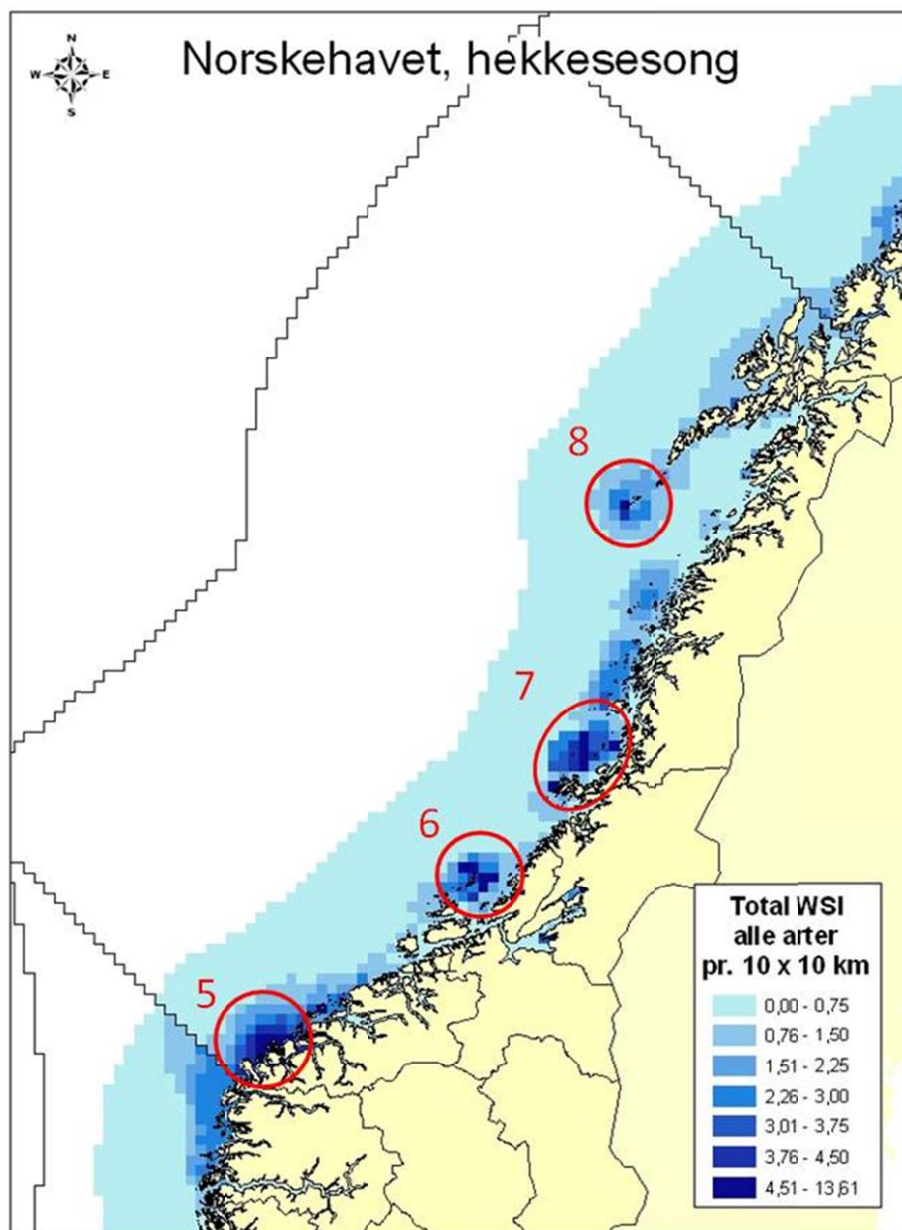 N
W E
S
Norskehavet, hekkesesong
8
7
6
5
Total WSI
alle arter
pr. 10 x 10 km
0,00 - 0,75
0,76 - 1,50
1,51 - 2,25
2,26 - 3,00
3,01 - 3,75
3,76 - 4,50
4,51 - 13,61